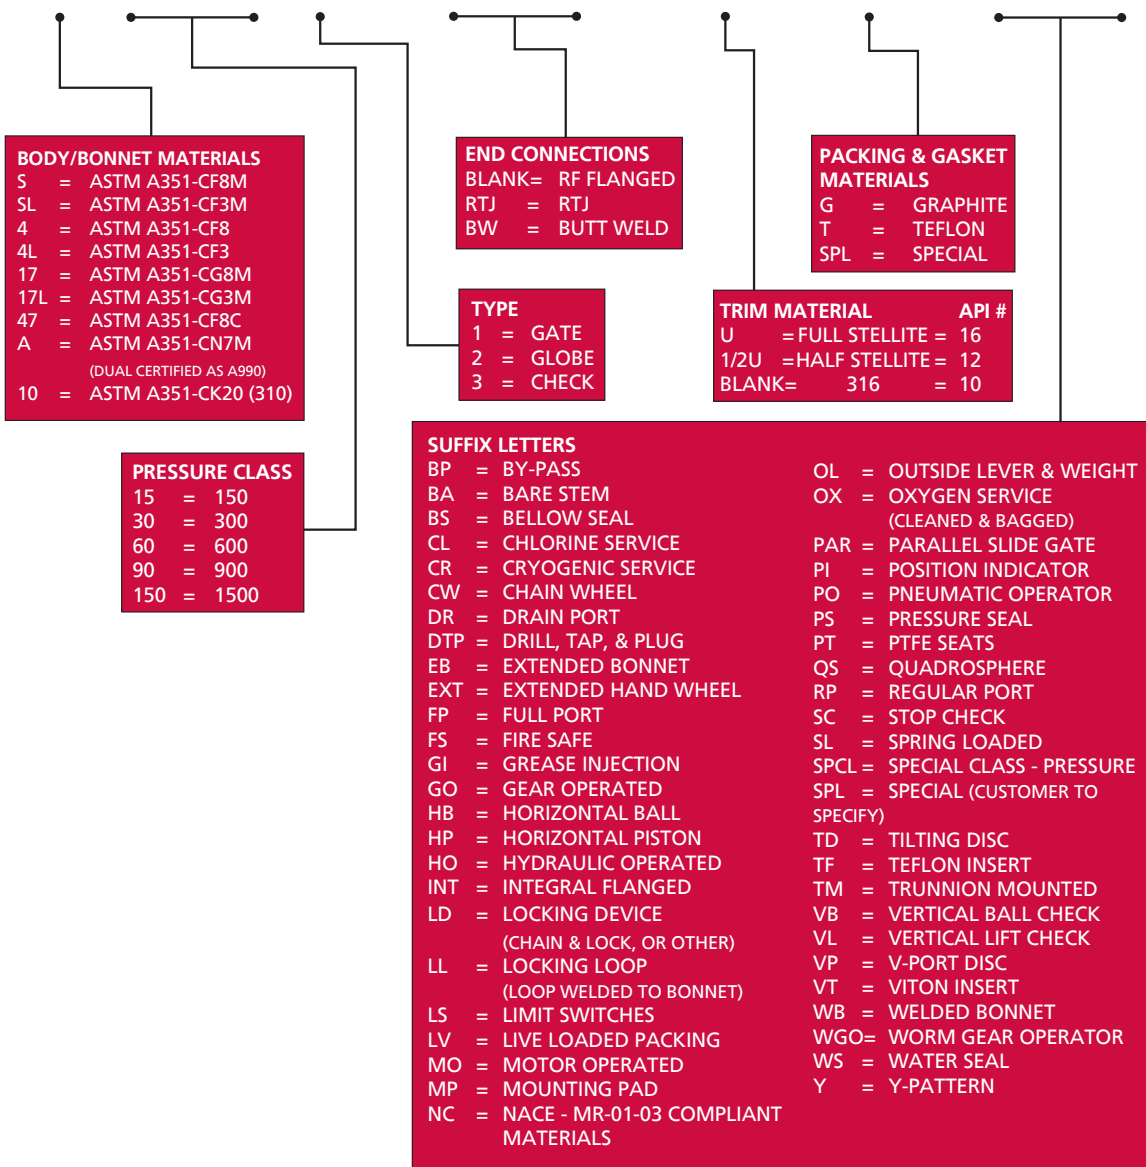 BODY/BONNET MATERIALS
S = ASTM A351-CF8M
SL = ASTM A351-CF3M
4 = ASTM A351-CF8
4L = ASTM A351-CF3
17 = ASTM A351-CG8M
17L = ASTM A351-CG3M
47 = ASTM A351-CF8C
A = ASTM A351-CN7M
(DUAL CERTIFIED AS A990)
10 = ASTM A351-CK20 (310)
END CONNECTIONS
BLANK= RF FLANGED
RTJ = RTJ
BW = BUTT WELD
PACKING & GASKET
MATERIALS
G = GRAPHITE
T = TEFLON
SPL = SPECIAL
TYPE
1 = GATE
2 = GLOBE
3 = CHECK
TRIM MATERIAL API #
U =FULL STELLITE = 16
1/2U =HALF STELLITE = 12
BLANK= 316 = 10
PRESSURE CLASS
15 = 150
30 = 300
60 = 600
90 = 900
150 = 1500
SUFFIX LETTERS
BP = BY-PASS
BA = BARE STEM
BS = BELLOW SEAL
CL = CHLORINE SERVICE
CR = CRYOGENIC SERVICE
CW = CHAIN WHEEL
DR = DRAIN PORT
DTP = DRILL, TAP, & PLUG
EB = EXTENDED BONNET
EXT = EXTENDED HAND WHEEL
FP = FULL PORT
FS = FIRE SAFE
GI = GREASE INJECTION
GO = GEAR OPERATED
HB = HORIZONTAL BALL
HP = HORIZONTAL PISTON
HO = HYDRAULIC OPERATED
INT = INTEGRAL FLANGED
LD = LOCKING DEVICE
(CHAIN & LOCK, OR OTHER)
LL = LOCKING LOOP
(LOOP WELDED TO BONNET)
LS = LIMIT SWITCHES
LV = LIVE LOADED PACKING
MO = MOTOR OPERATED
MP = MOUNTING PAD
NC = NACE - MR-01-03 COMPLIANT
MATERIALS
OL = OUTSIDE LEVER & WEIGHT
OX = OXYGEN SERVICE
(CLEANED & BAGGED)
PAR = PARALLEL SLIDE GATE
PI = POSITION INDICATOR
PO = PNEUMATIC OPERATOR
PS = PRESSURE SEAL
PT = PTFE SEATS
QS = QUADROSPHERE
RP = REGULAR PORT
SC = STOP CHECK
SL = SPRING LOADED
SPCL = SPECIAL CLASS - PRESSURE
SPL = SPECIAL (CUSTOMER TO
SPECIFY)
TD = TILTING DISC
TF = TEFLON INSERT
TM = TRUNNION MOUNTED
VB = VERTICAL BALL CHECK
VL = VERTICAL LIFT CHECK
VP = V-PORT DISC
VT = VITON INSERT
WB = WELDED BONNET
WGO= WORM GEAR OPERATOR
WS = WATER SEAL
Y = Y-PATTERN